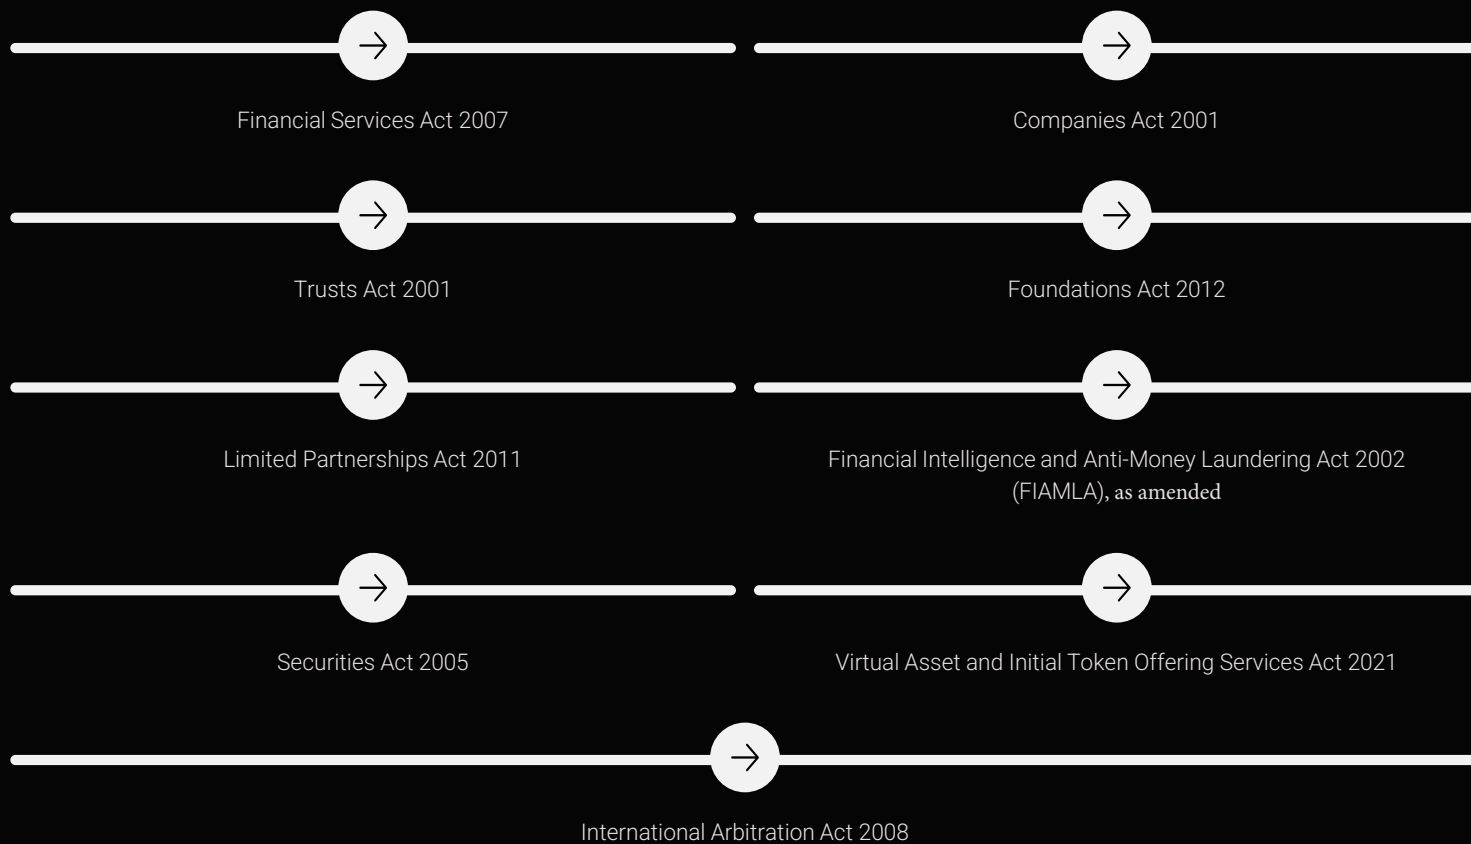 Financial Services Act 2007
Companies Act 2001
Trusts Act 2001
Foundations Act 2012
Limited Partnerships Act 2011
Financial Intelligence and Anti-Money Laundering Act 2002
(FIAMLA), as amended
Securities Act 2005
Virtual Asset and Initial Token Offering Services Act 2021
International Arbitration Act 2008